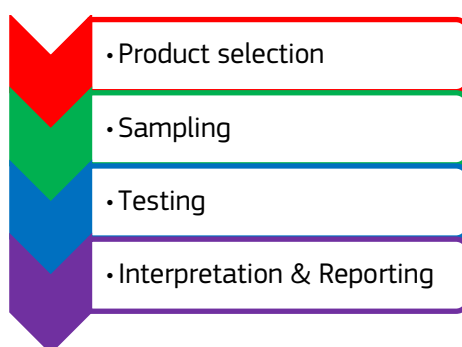 • Product selection
• Sampling
• Testing
• Interpretation & Reporting